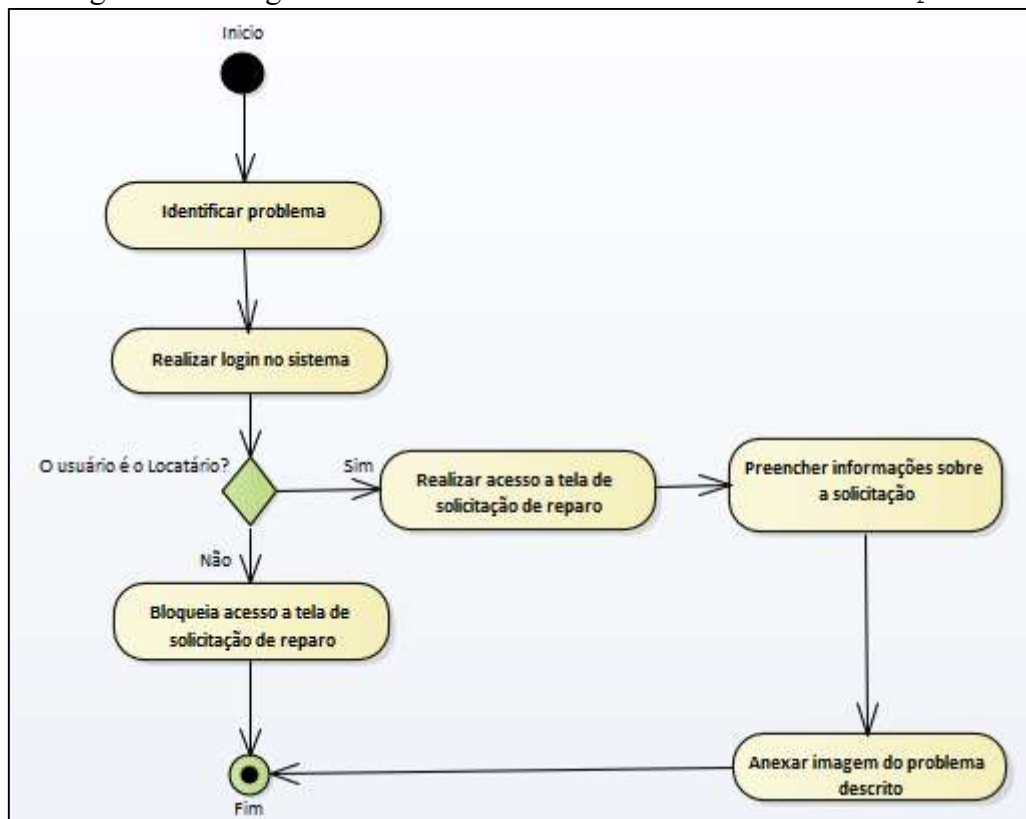 Inicio
Identificar problema
Realizar login no sistema
O usuário é o Locatário?
Sim
Realizar acesso a tela de
solicitação de reparo
Preencher informações sobre
a solicitação
Não
Bloqueia acesso a tela de
solicitação de reparo
Anexar imagem do problema
descrito
Fim